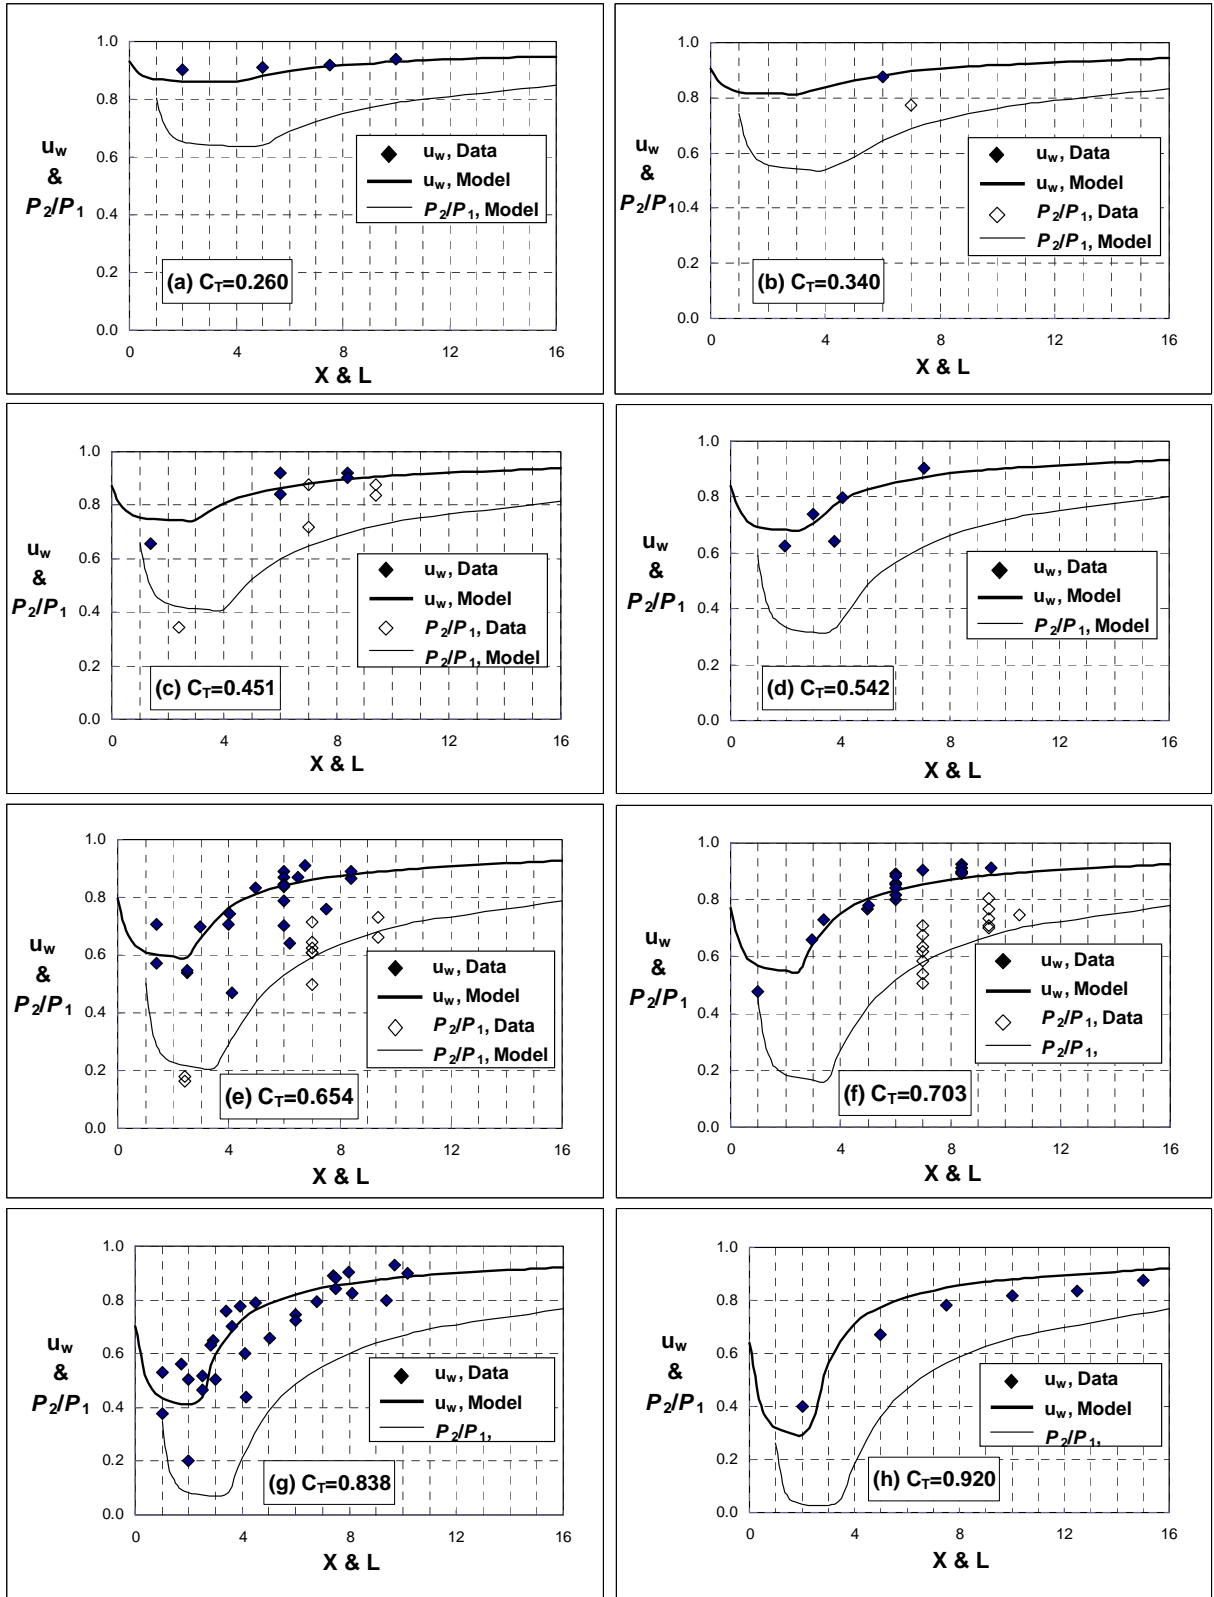 1.0
0.8
0.6
0.4
0.2
0.0
u_w
&
P_2/P_1
u_w, Data
u_w, Model
P_2/P_1, Model
(a) C_T=0.260
0 4 8 12 16
X & L
1.0
0.8
0.6
0.4
0.2
0.0
u_w
&
P_2/P_1
u_w, Data
u_w, Model
P_2/P_1, Data
P_2/P_1, Model
(b) C_T=0.340
0 4 8 12 16
X & L
1.0
0.8
0.6
0.4
0.2
0.0
u_w
&
P_2/P_1
u_w, Data
u_w, Model
P_2/P_1, Data
P_2/P_1, Model
(c) C_T=0.451
0 4 8 12 16
X & L
1.0
0.8
0.6
0.4
0.2
0.0
u_w
&
P_2/P_1
u_w, Data
u_w, Model
P_2/P_1, Model
(d) C_T=0.542
0 4 8 12 16
X & L
1.0
0.8
0.6
0.4
0.2
0.0
u_w
&
P_2/P_1
u_w, Data
u_w, Model
P_2/P_1, Data
P_2/P_1, Model
(e) C_T=0.654
0 4 8 12 16
X & L
1.0
0.8
0.6
0.4
0.2
0.0
u_w
&
P_2/P_1
u_w, Data
u_w, Model
P_2/P_1, Data
P_2/P_1,
(f) C_T=0.703
0 4 8 12 16
X & L
1.0
0.8
0.6
0.4
0.2
0.0
u_w
&
P_2/P_1
u_w, Data
u_w, Model
P_2/P_1,
(g) C_T=0.838
0 4 8 12 16
X & L
1.0
0.8
0.6
0.4
0.2
0.0
u_w
&
P_2/P_1
u_w, Data
u_w, Model
P_2/P_1,
(h) C_T=0.920
0 4 8 12 16
X & L